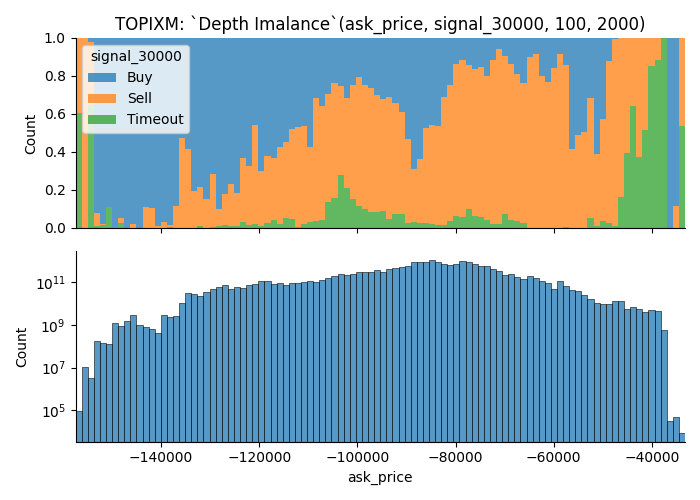 TOPIXM: `Depth Imalance`(ask_price, signal_30000, 100, 2000)
1.0
0.8
0.6
0.4
0.2
0.0
Count
signal_30000
Buy
Sell
Timeout
10^11
10^9
10^7
10^5
Count
−140000 −120000 −100000 −80000 −60000 −40000
ask_price